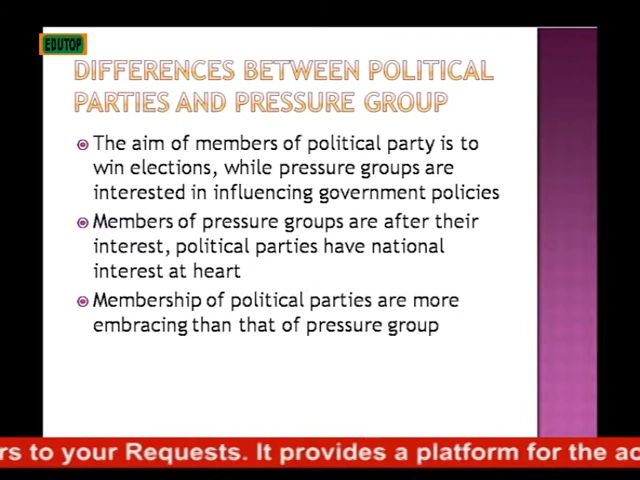 EDUTOP
DIFFERENCES BETWEEN POLITICAL
PARTIES AND PRESSURE GROUP
The aim of members of political party is to
win elections, while pressure groups are
interested in influencing government policies
Members of pressure groups are after their
interest, political parties have national
interest at heart
Membership of political parties are more
embracing than that of pressure group
to your Requests. It provides a platform for the